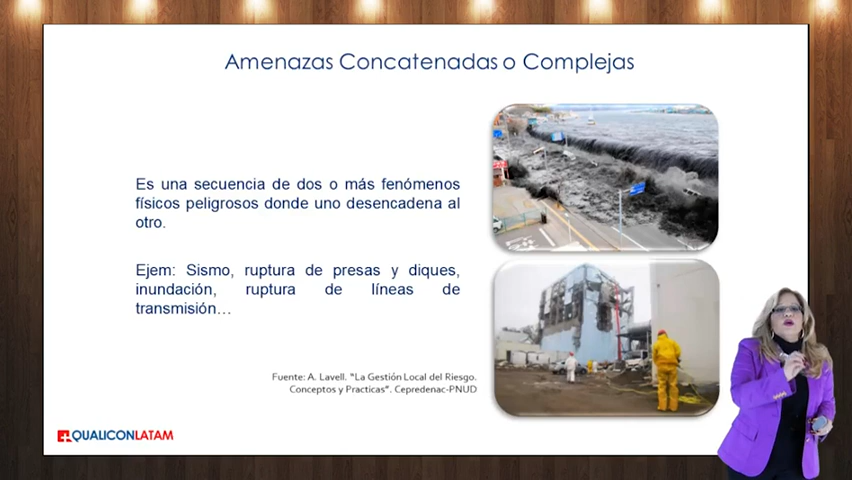 Amenazas Concatenadas o Complejas
Es una secuencia de dos o más fenómenos
físicos peligrosos donde uno desencadena al
otro.
Ejem: Sismo, ruptura de presas y diques,
inundación, ruptura de líneas de
transmisión…
Fuente: A. Lavell. “La Gestión Local del Riesgo.
Conceptos y Practicas”. Cepredenac-PNUD
QUALICONLATAM